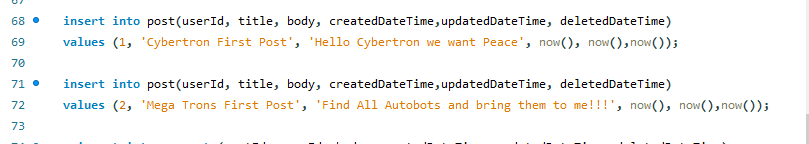 68 insert into post(userId, title, body, createdDateTime,updatedDateTime, deletedDateTime)
69 values (1, 'Cybertron First Post', 'Hello Cybertron we want Peace', now(), now(),now());
70
71 insert into post(userId, title, body, createdDateTime,updatedDateTime, deletedDateTime)
72 values (2, 'Mega Trons First Post', 'Find All Autobots and bring them to me!!!', now(), now(),now());
73